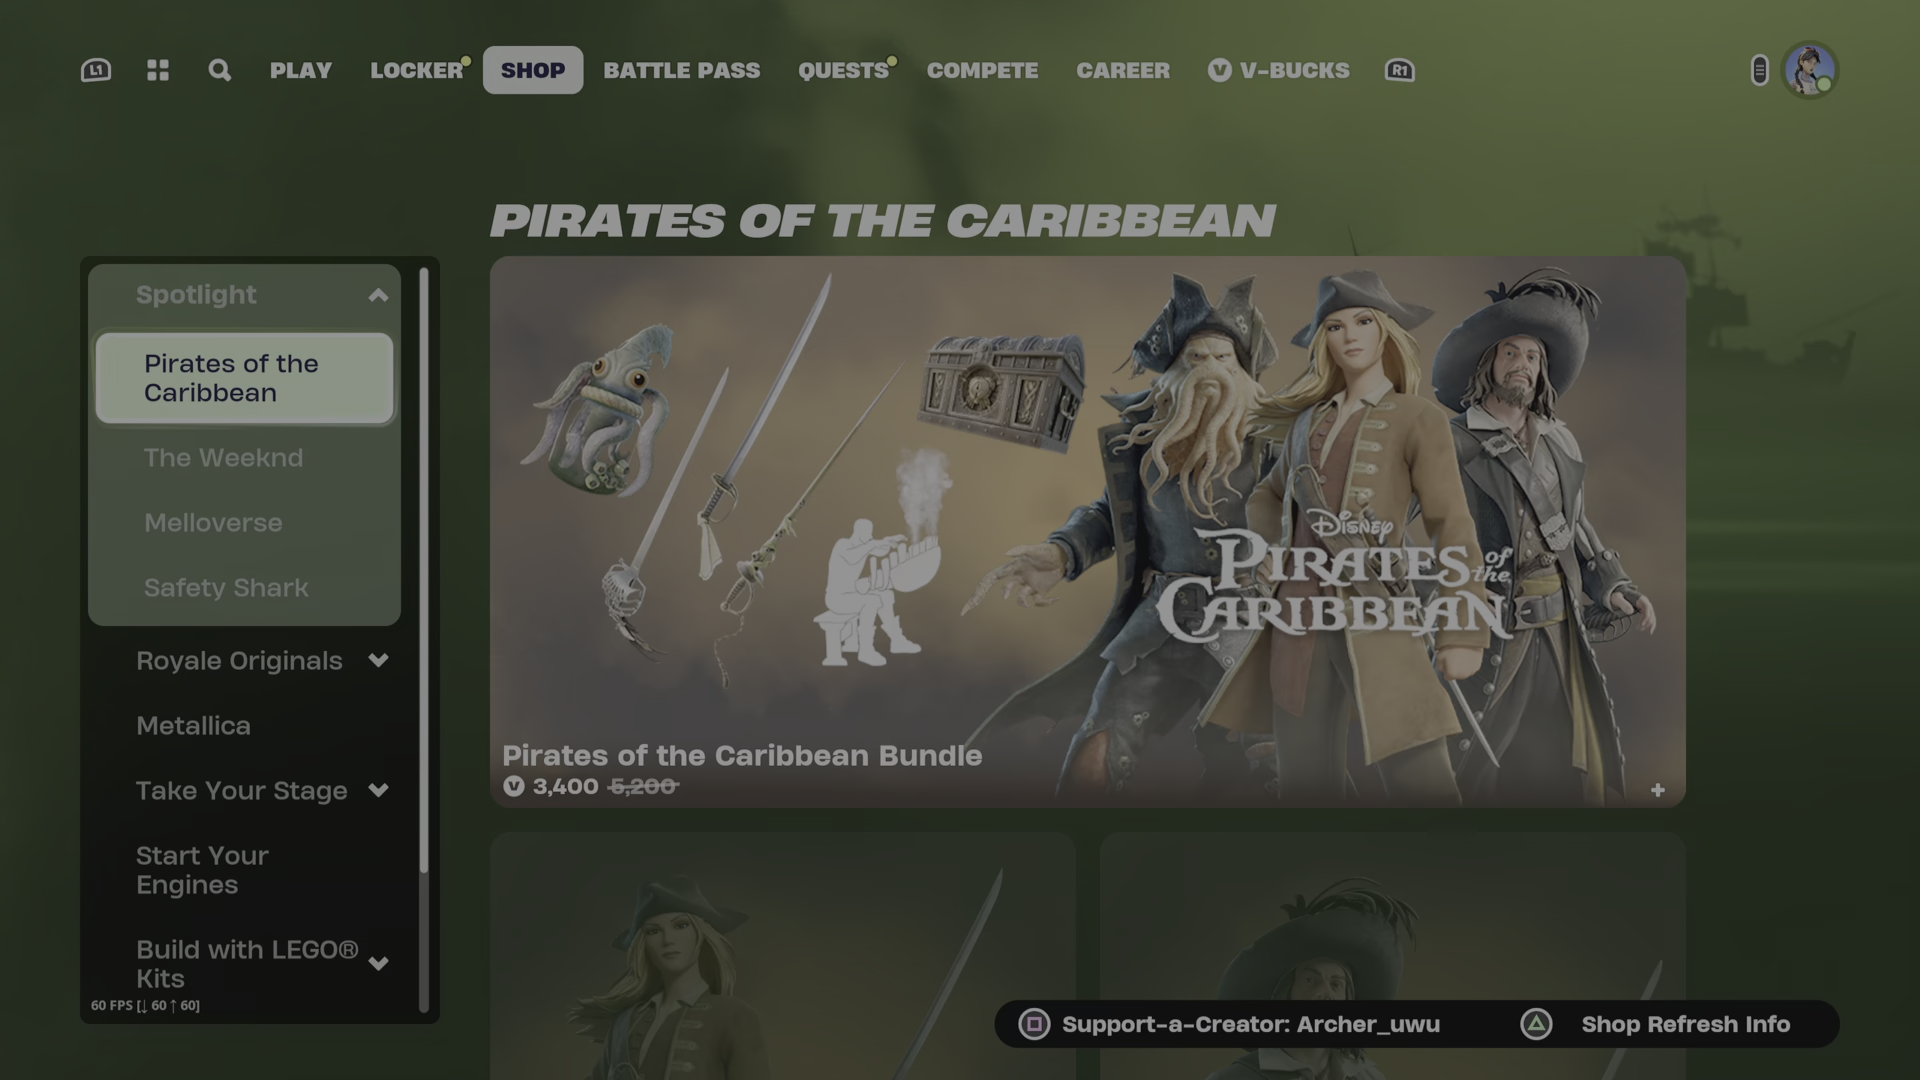 L1
PLAY
LOCKER
SHOP
BATTLE PASS
QUESTS
COMPETE
CAREER
V V-BUCKS
R1
PIRATES OF THE CARIBBEAN
Spotlight
Pirates of the
Caribbean
The Weeknd
Melloverse
Safety Shark
Royale Originals
Metallica
Take Your Stage
Start Your
Engines
Build with LEGO®
Kits
60 FPS [↓ 60 ↑ 60]
DISNEY
PIRATES of the
CARIBBEAN
Pirates of the Caribbean Bundle
V 3,400 5,200
+
Support-a-Creator: Archer_uwu
Shop Refresh Info